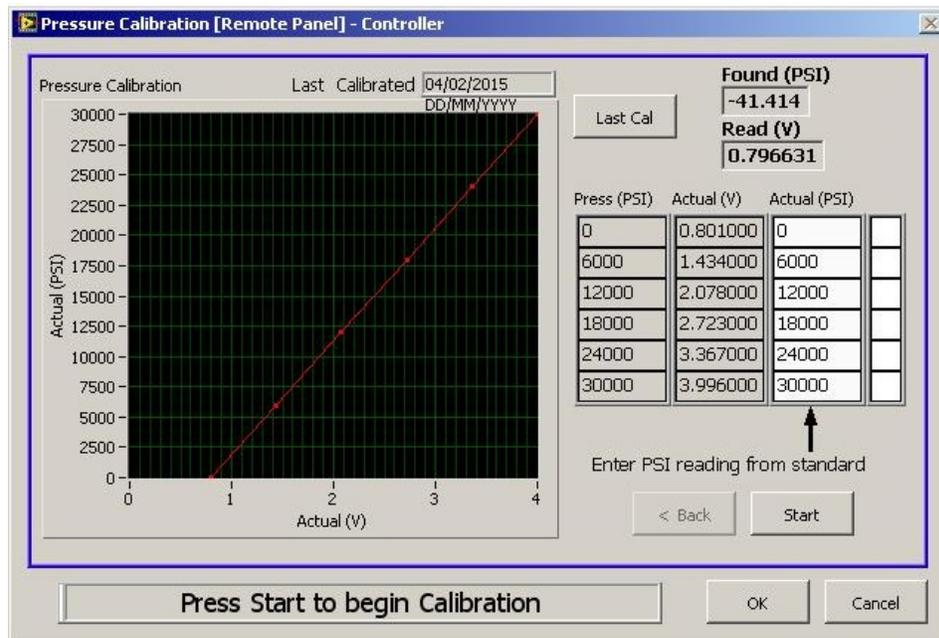 Pressure Calibration [Remote Panel] - Controller
Pressure Calibration
Last Calibrated 04/02/2015
DD/MM/YYYY
30000
27500
25000
22500
20000
17500
15000
12500
10000
7500
5000
2500
0
Actual (PSI)
0 1 2 3 4
Actual (V)
Last Cal
Found (PSI)
-41.414
Read (V)
0.796631
Press (PSI) Actual (V) Actual (PSI)
0 0.801000 0
6000 1.434000 6000
12000 2.078000 12000
18000 2.723000 18000
24000 3.367000 24000
30000 3.996000 30000
Enter PSI reading from standard
< Back Start
Press Start to begin Calibration
OK Cancel